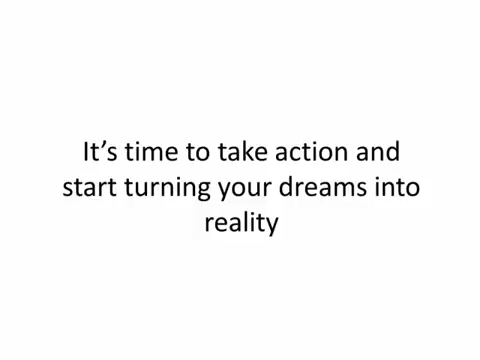 It’s time to take action and
start turning your dreams into
reality